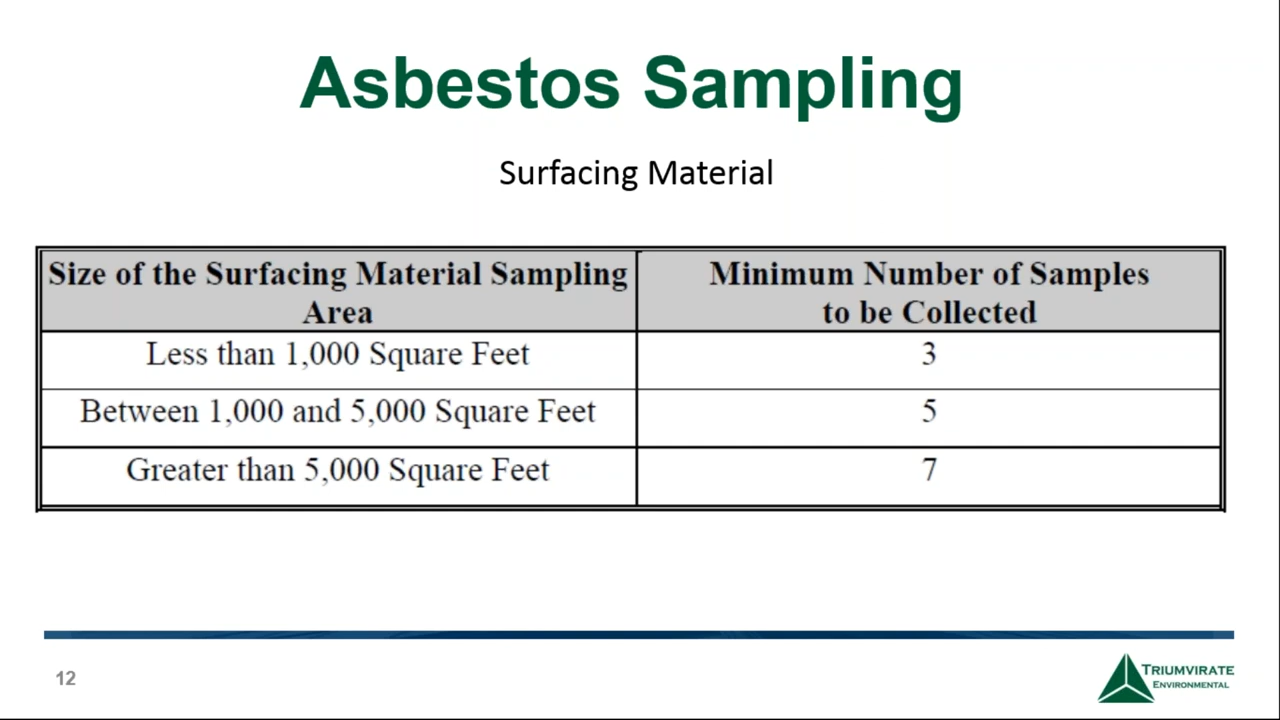 Asbestos Sampling
Surfacing Material
Size of the Surfacing Material Sampling
Area
Minimum Number of Samples
to be Collected
Less than 1,000 Square Feet
3
Between 1,000 and 5,000 Square Feet
5
Greater than 5,000 Square Feet
7
12
TRIUMVIRATE
ENVIRONMENTAL